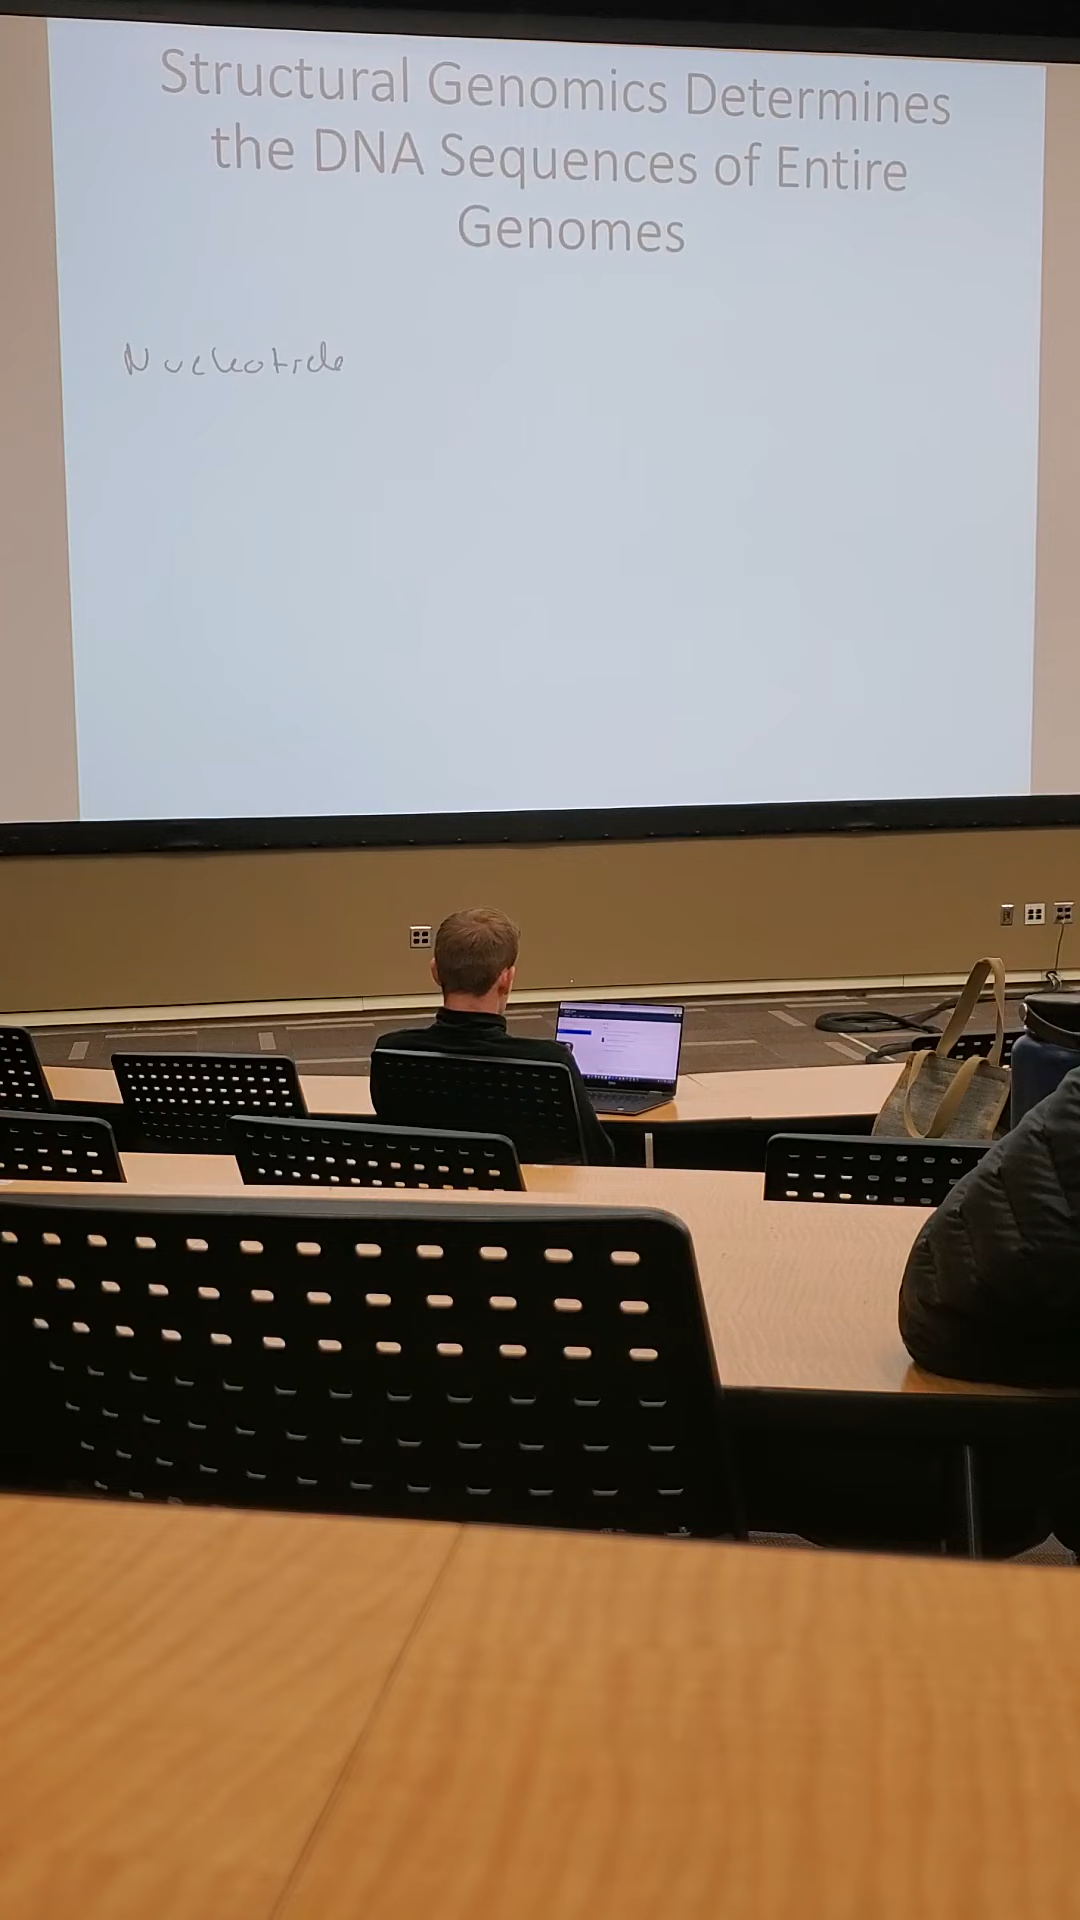 Structural Genomics Determines
the DNA Sequences of Entire
Genomes
Nucleotide